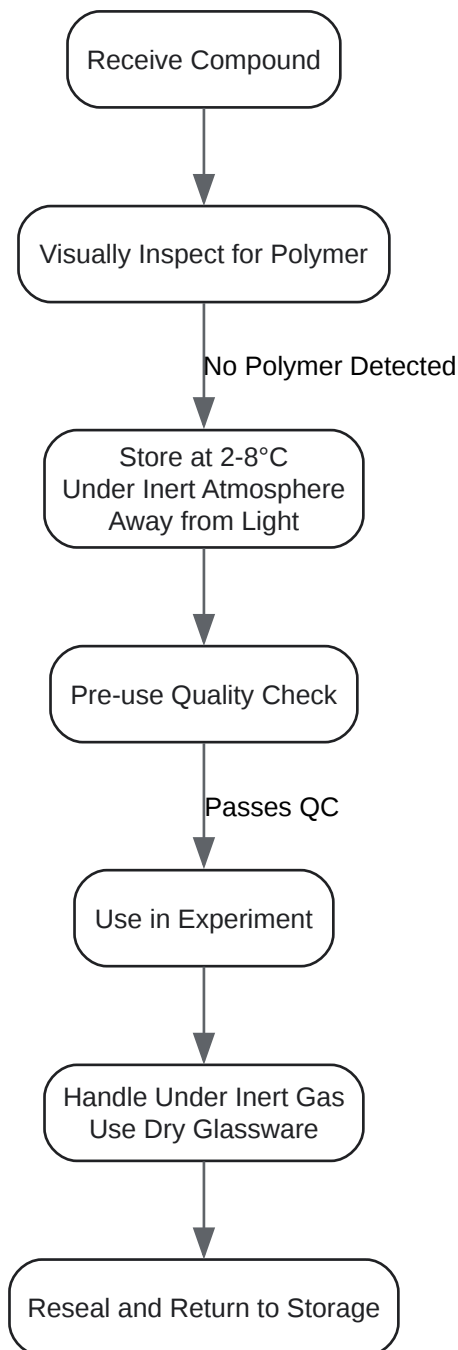 Receive Compound
Visually Inspect for Polymer
No Polymer Detected
Store at 2-8°C
Under Inert Atmosphere
Away from Light
Pre-use Quality Check
Passes QC
Use in Experiment
Handle Under Inert Gas
Use Dry Glassware
Reseal and Return to Storage